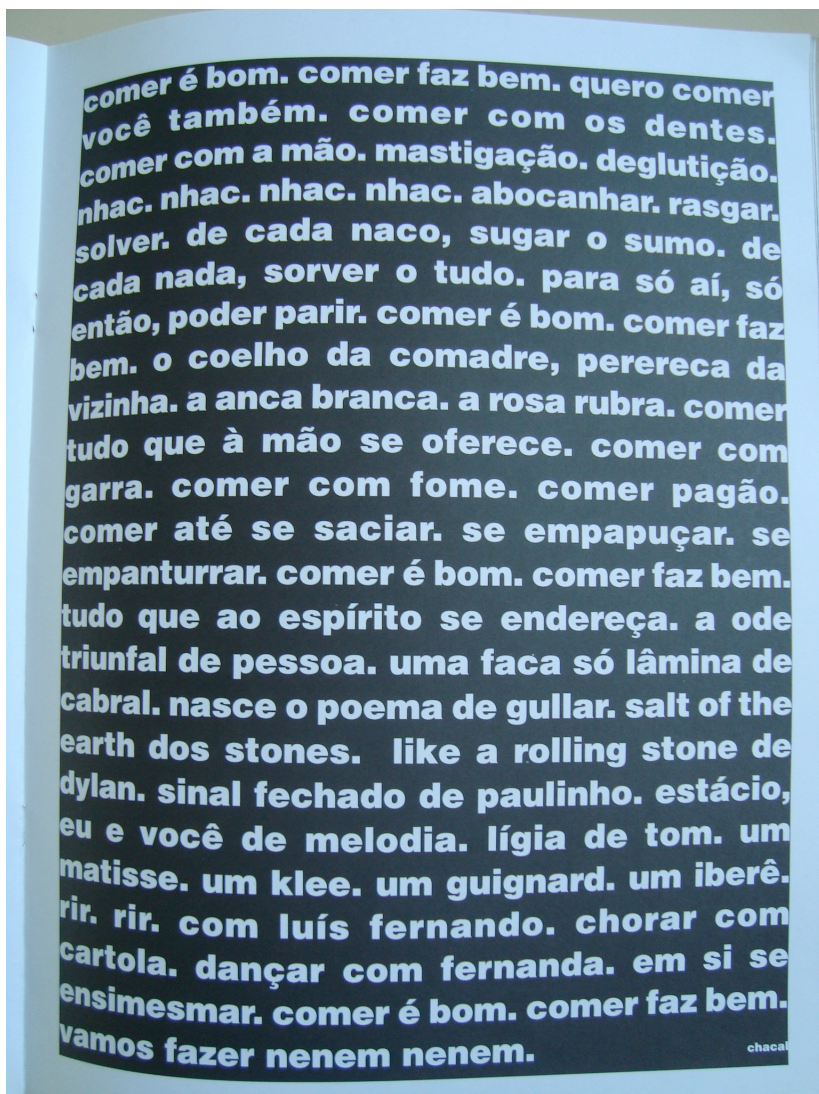 comer é bom. comer faz bem. quero comer
você também. comer com os dentes.
comer com a mão. mastigação. deglutição.
nhac. nhac. nhac. nhac. abocanhar. rasgar.
solver. de cada naco, sugar o sumo. de
cada nada, sorver o tudo. para só aí, só
então, poder parir. comer é bom. comer faz
bem. o coelho da comadre, perereca da
vizinha. a anca branca. a rosa rubra. comer
tudo que à mão se oferece. comer com
garra. comer com fome. comer pagão.
comer até se saciar. se empapuçar. se
empanturrar. comer é bom. comer faz bem.
tudo que ao espírito se endereça. a ode
triunfal de pessoa. uma faca só lâmina de
cabral. nasce o poema de gullar. salt of the
earth dos stones. like a rolling stone de
dylan. sinal fechado de paulinho. estácio,
eu e você de melodia. lígia de tom. um
matisse. um klee. um guignard. um iberê.
rir. rir. com luís fernando. chorar com
cartola. dançar com fernanda. em si se
ensimesmar. comer é bom. comer faz bem.
vamos fazer nenem nenem.
chacal